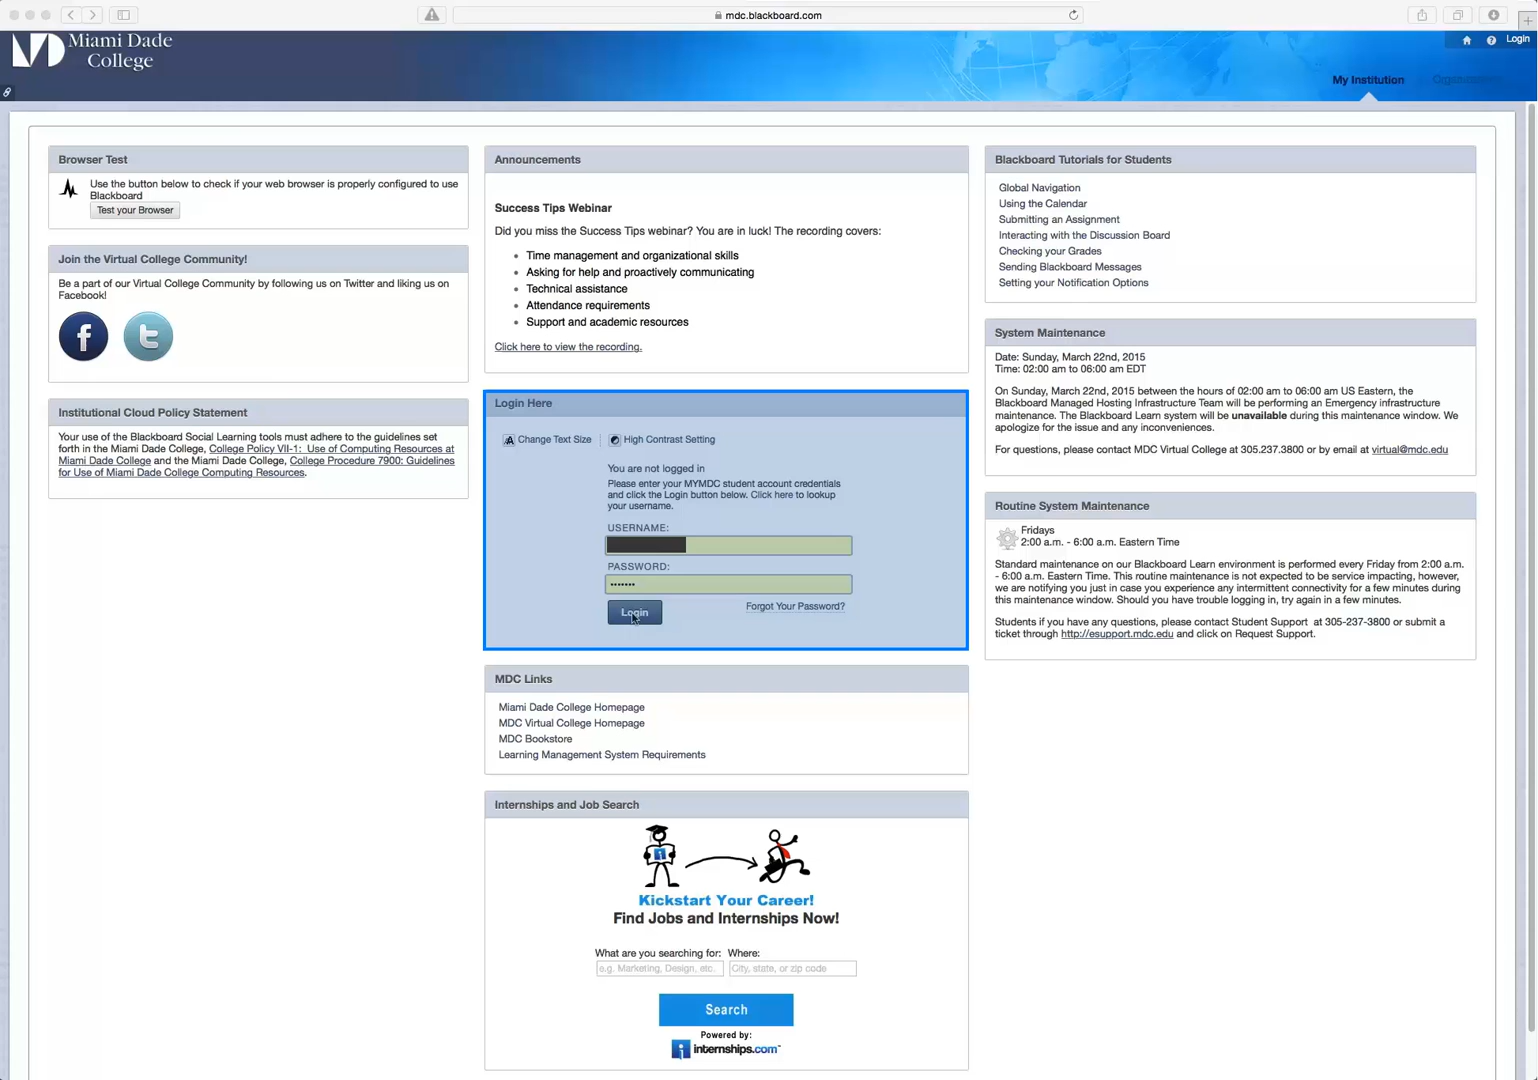 mdc.blackboard.com
Miami Dade
College
Login
My Institution
Browser Test
Use the button below to check if your web browser is properly configured to use
Blackboard
Test your Browser
Join the Virtual College Community!
Be a part of our Virtual College Community by following us on Twitter and liking us on
Facebook!
Institutional Cloud Policy Statement
Your use of the Blackboard Social Learning tools must adhere to the guidelines set
forth in the Miami Dade College, College Policy VII-1: Use of Computing Resources at
Miami Dade College and the Miami Dade College, College Procedure 7900: Guidelines
for Use of Miami Dade College Computing Resources.
Announcements
Success Tips Webinar
Did you miss the Success Tips webinar? You are in luck! The recording covers:
• Time management and organizational skills
• Asking for help and proactively communicating
• Technical assistance
• Attendance requirements
• Support and academic resources
Click here to view the recording.
Login Here
Change Text Size
High Contrast Setting
You are not logged in
Please enter your MYMDC student account credentials
and click the Login button below. Click here to lookup
your username.
USERNAME:
PASSWORD:
•••••••
Login
Forgot Your Password?
MDC Links
Miami Dade College Homepage
MDC Virtual College Homepage
MDC Bookstore
Learning Management System Requirements
Internships and Job Search
Kickstart Your Career!
Find Jobs and Internships Now!
What are you searching for: Where:
e.g. Marketing, Design, etc. City, state, or zip code
Search
Powered by:
internships.com
Blackboard Tutorials for Students
Global Navigation
Using the Calendar
Submitting an Assignment
Interacting with the Discussion Board
Checking your Grades
Sending Blackboard Messages
Setting your Notification Options
System Maintenance
Date: Sunday, March 22nd, 2015
Time: 02:00 am to 06:00 am EDT
On Sunday, March 22nd, 2015 between the hours of 02:00 am to 06:00 am US Eastern, the
Blackboard Managed Hosting Infrastructure Team will be performing an Emergency infrastructure
maintenance. The Blackboard Learn system will be unavailable during this maintenance window. We
apologize for the issue and any inconveniences.
For questions, please contact MDC Virtual College at 305.237.3800 or by email at virtual@mdc.edu
Routine System Maintenance
Fridays
2:00 a.m. - 6:00 a.m. Eastern Time
Standard maintenance on our Blackboard Learn environment is performed every Friday from 2:00 a.m.
- 6:00 a.m. Eastern Time. This routine maintenance is not expected to be service impacting, however,
we are notifying you just in case you experience any intermittent connectivity for a few minutes during
this maintenance window. Should you have trouble logging in, try again in a few minutes.
Students if you have any questions, please contact Student Support at 305-237-3800 or submit a
ticket through http://esupport.mdc.edu and click on Request Support.